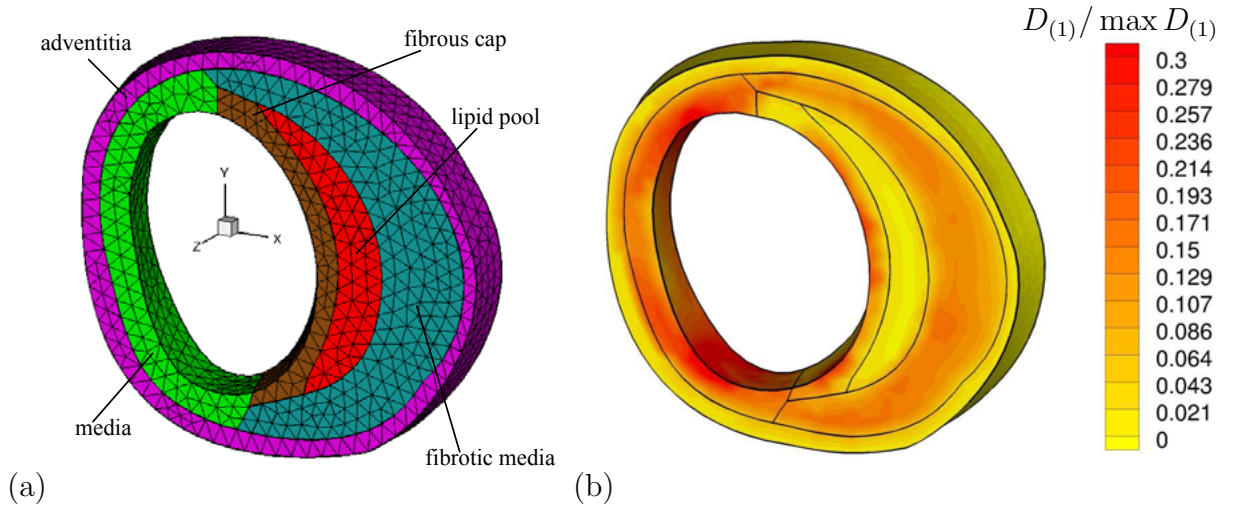 adventitia
fibrous cap
lipid pool
Y
X
Z
media
fibrotic media
(a)
(b)
D(1)/ max D(1)
0.3
0.279
0.257
0.236
0.214
0.193
0.171
0.15
0.129
0.107
0.086
0.064
0.043
0.021
0